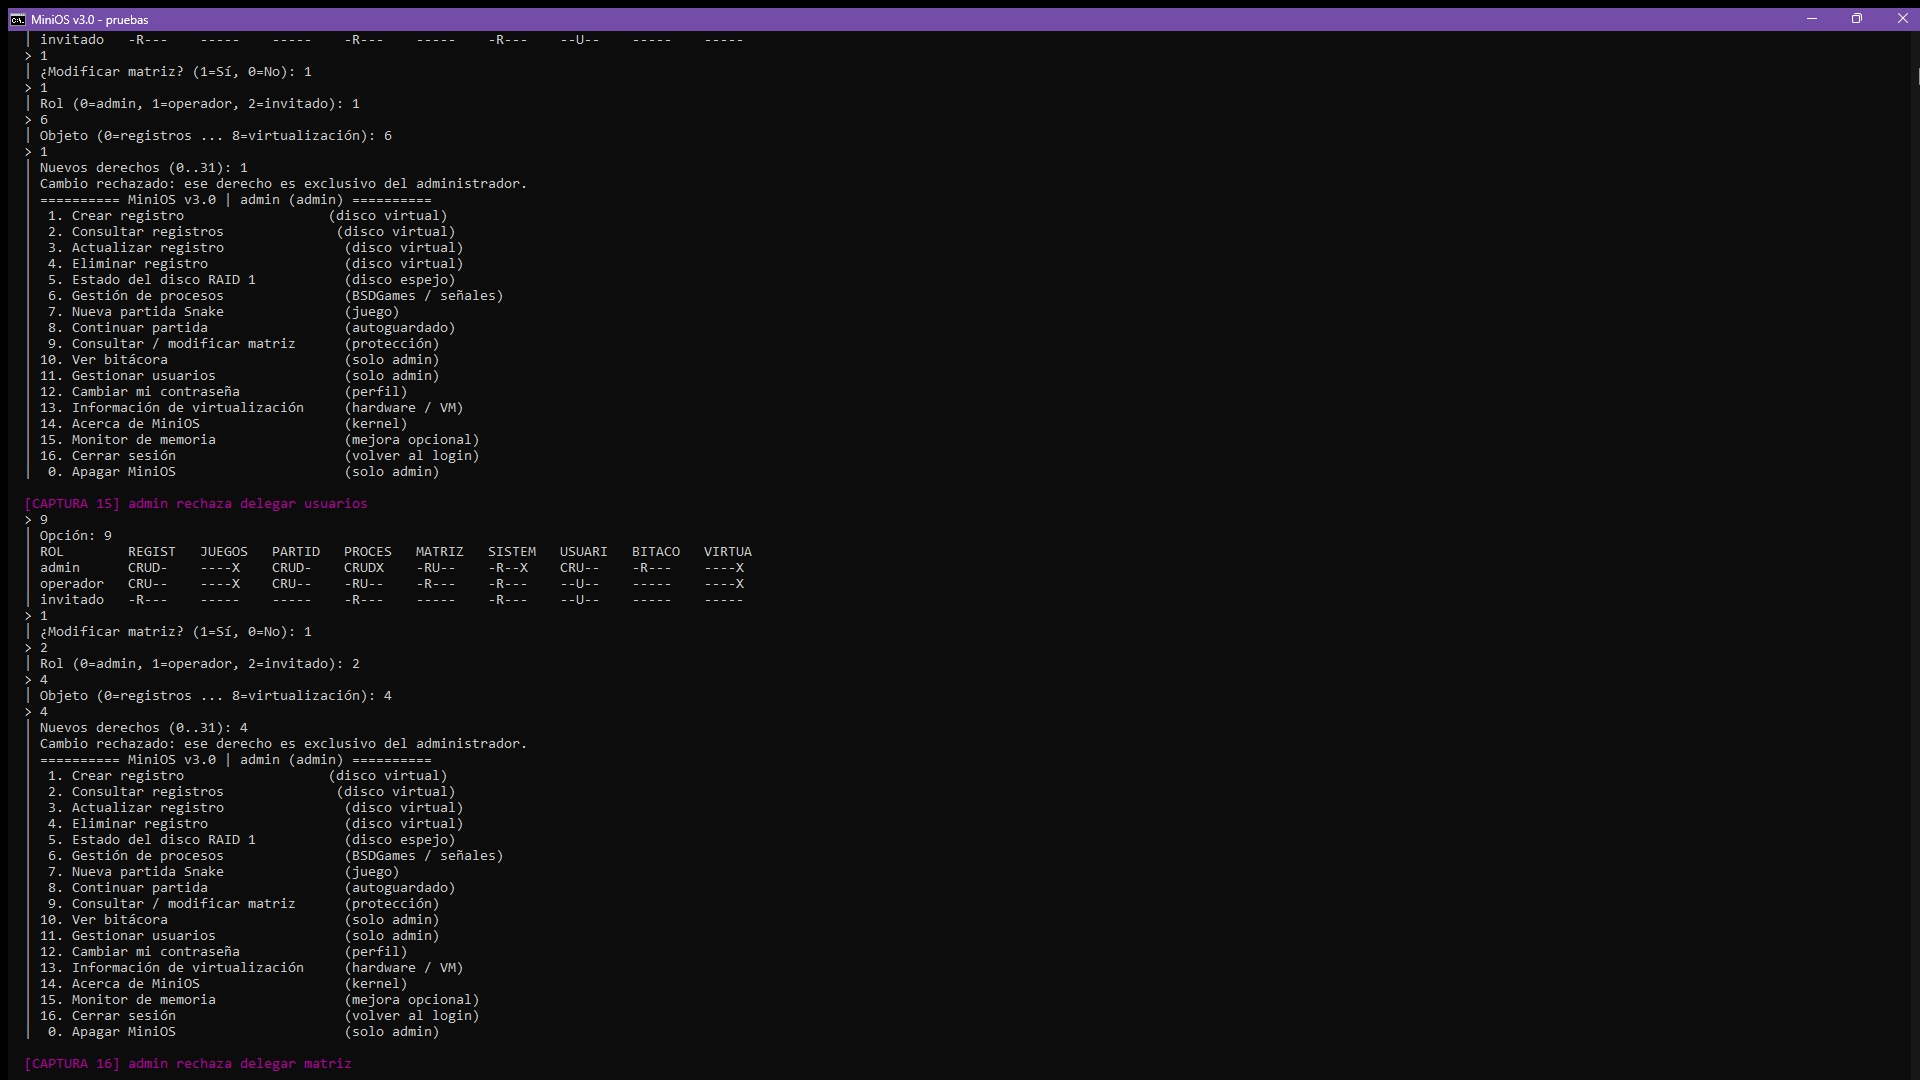 MiniOS v3.0 - pruebas
| invitado   -R---    -----    -----    -R---    -----    -R---    --U--    -----    -----
> 1
| ¿Modificar matriz? (1=Sí, 0=No): 1
> 1
| Rol (0=admin, 1=operador, 2=invitado): 1
> 6
| Objeto (0=registros ... 8=virtualización): 6
> 1
| Nuevos derechos (0..31): 1
| Cambio rechazado: ese derecho es exclusivo del administrador.
| ========== MiniOS v3.0 | admin (admin) ==========
|  1. Crear registro                  (disco virtual)
|  2. Consultar registros              (disco virtual)
|  3. Actualizar registro               (disco virtual)
|  4. Eliminar registro                 (disco virtual)
|  5. Estado del disco RAID 1           (disco espejo)
|  6. Gestión de procesos               (BSDGames / señales)
|  7. Nueva partida Snake               (juego)
|  8. Continuar partida                 (autoguardado)
|  9. Consultar / modificar matriz      (protección)
| 10. Ver bitácora                      (solo admin)
| 11. Gestionar usuarios                (solo admin)
| 12. Cambiar mi contraseña             (perfil)
| 13. Información de virtualización     (hardware / VM)
| 14. Acerca de MiniOS                  (kernel)
| 15. Monitor de memoria                (mejora opcional)
| 16. Cerrar sesión                     (volver al login)
|  0. Apagar MiniOS                     (solo admin)
[CAPTURA 15] admin rechaza delegar usuarios
> 9
| Opción: 9
| ROL        REGIST   JUEGOS   PARTID   PROCES   MATRIZ   SISTEM   USUARI   BITACO   VIRTUA
| admin      CRUD-    ----X    CRUD-    CRUDX    -RU--    -R--X    CRU--    -R---    ----X
| operador   CRU--    ----X    CRU--    -RU--    -R---    -R---    --U--    -----    ----X
| invitado   -R---    -----    -----    -R---    -----    -R---    --U--    -----    -----
> 1
| ¿Modificar matriz? (1=Sí, 0=No): 1
> 2
| Rol (0=admin, 1=operador, 2=invitado): 2
> 4
| Objeto (0=registros ... 8=virtualización): 4
> 4
| Nuevos derechos (0..31): 4
| Cambio rechazado: ese derecho es exclusivo del administrador.
| ========== MiniOS v3.0 | admin (admin) ==========
|  1. Crear registro                  (disco virtual)
|  2. Consultar registros              (disco virtual)
|  3. Actualizar registro               (disco virtual)
|  4. Eliminar registro                 (disco virtual)
|  5. Estado del disco RAID 1           (disco espejo)
|  6. Gestión de procesos               (BSDGames / señales)
|  7. Nueva partida Snake               (juego)
|  8. Continuar partida                 (autoguardado)
|  9. Consultar / modificar matriz      (protección)
| 10. Ver bitácora                      (solo admin)
| 11. Gestionar usuarios                (solo admin)
| 12. Cambiar mi contraseña             (perfil)
| 13. Información de virtualización     (hardware / VM)
| 14. Acerca de MiniOS                  (kernel)
| 15. Monitor de memoria                (mejora opcional)
| 16. Cerrar sesión                     (volver al login)
|  0. Apagar MiniOS                     (solo admin)
[CAPTURA 16] admin rechaza delegar matriz